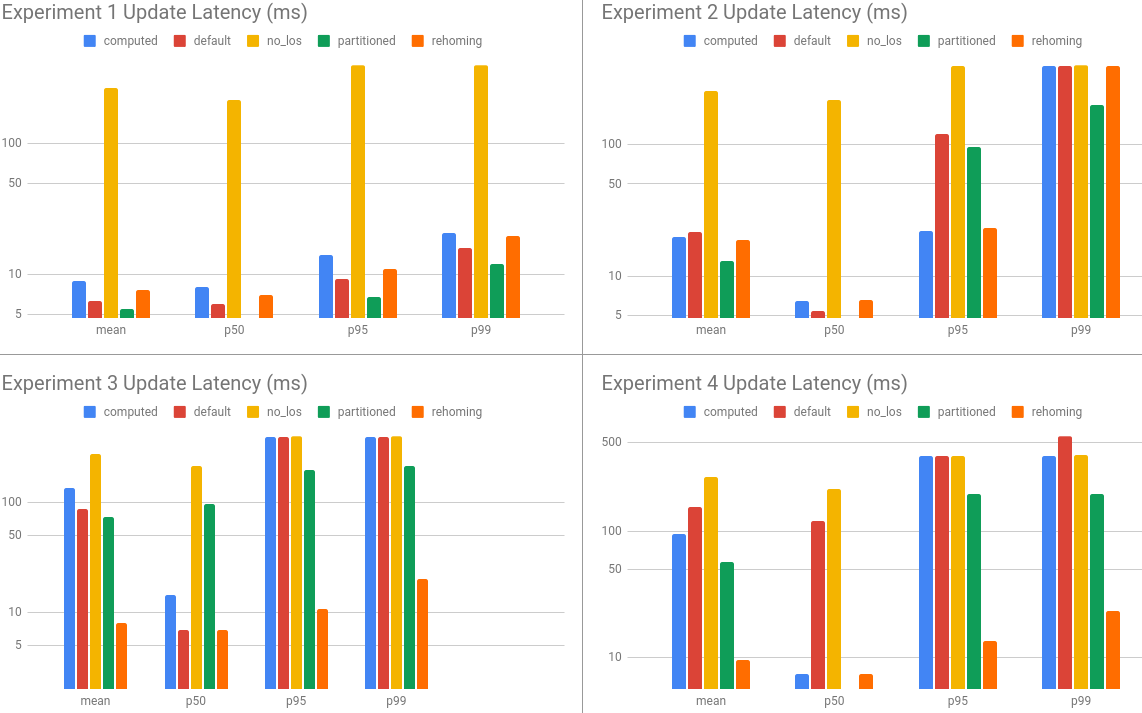 Experiment 1 Update Latency (ms)
computed default no_los partitioned rehoming
100
50
10
5
mean p50 p95 p99
Experiment 2 Update Latency (ms)
computed default no_los partitioned rehoming
100
50
10
5
mean p50 p95 p99
Experiment 3 Update Latency (ms)
computed default no_los partitioned rehoming
100
50
10
5
mean p50 p95 p99
Experiment 4 Update Latency (ms)
computed default no_los partitioned rehoming
500
100
50
10
mean p50 p95 p99